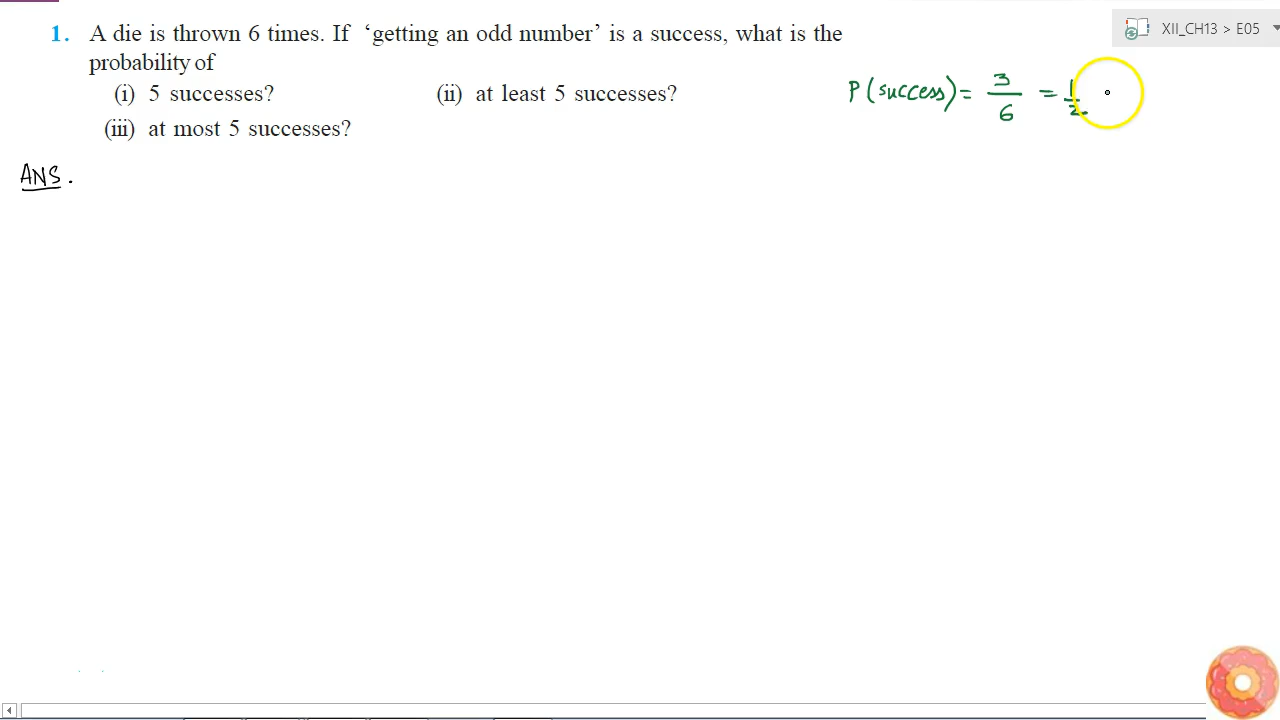 1. A die is thrown 6 times. If ‘getting an odd number’ is a success, what is the
probability of
(i) 5 successes? (ii) at least 5 successes?
(iii) at most 5 successes?
P(success) = 3/6 = 1/2
XII_CH13 > E05
ANS.